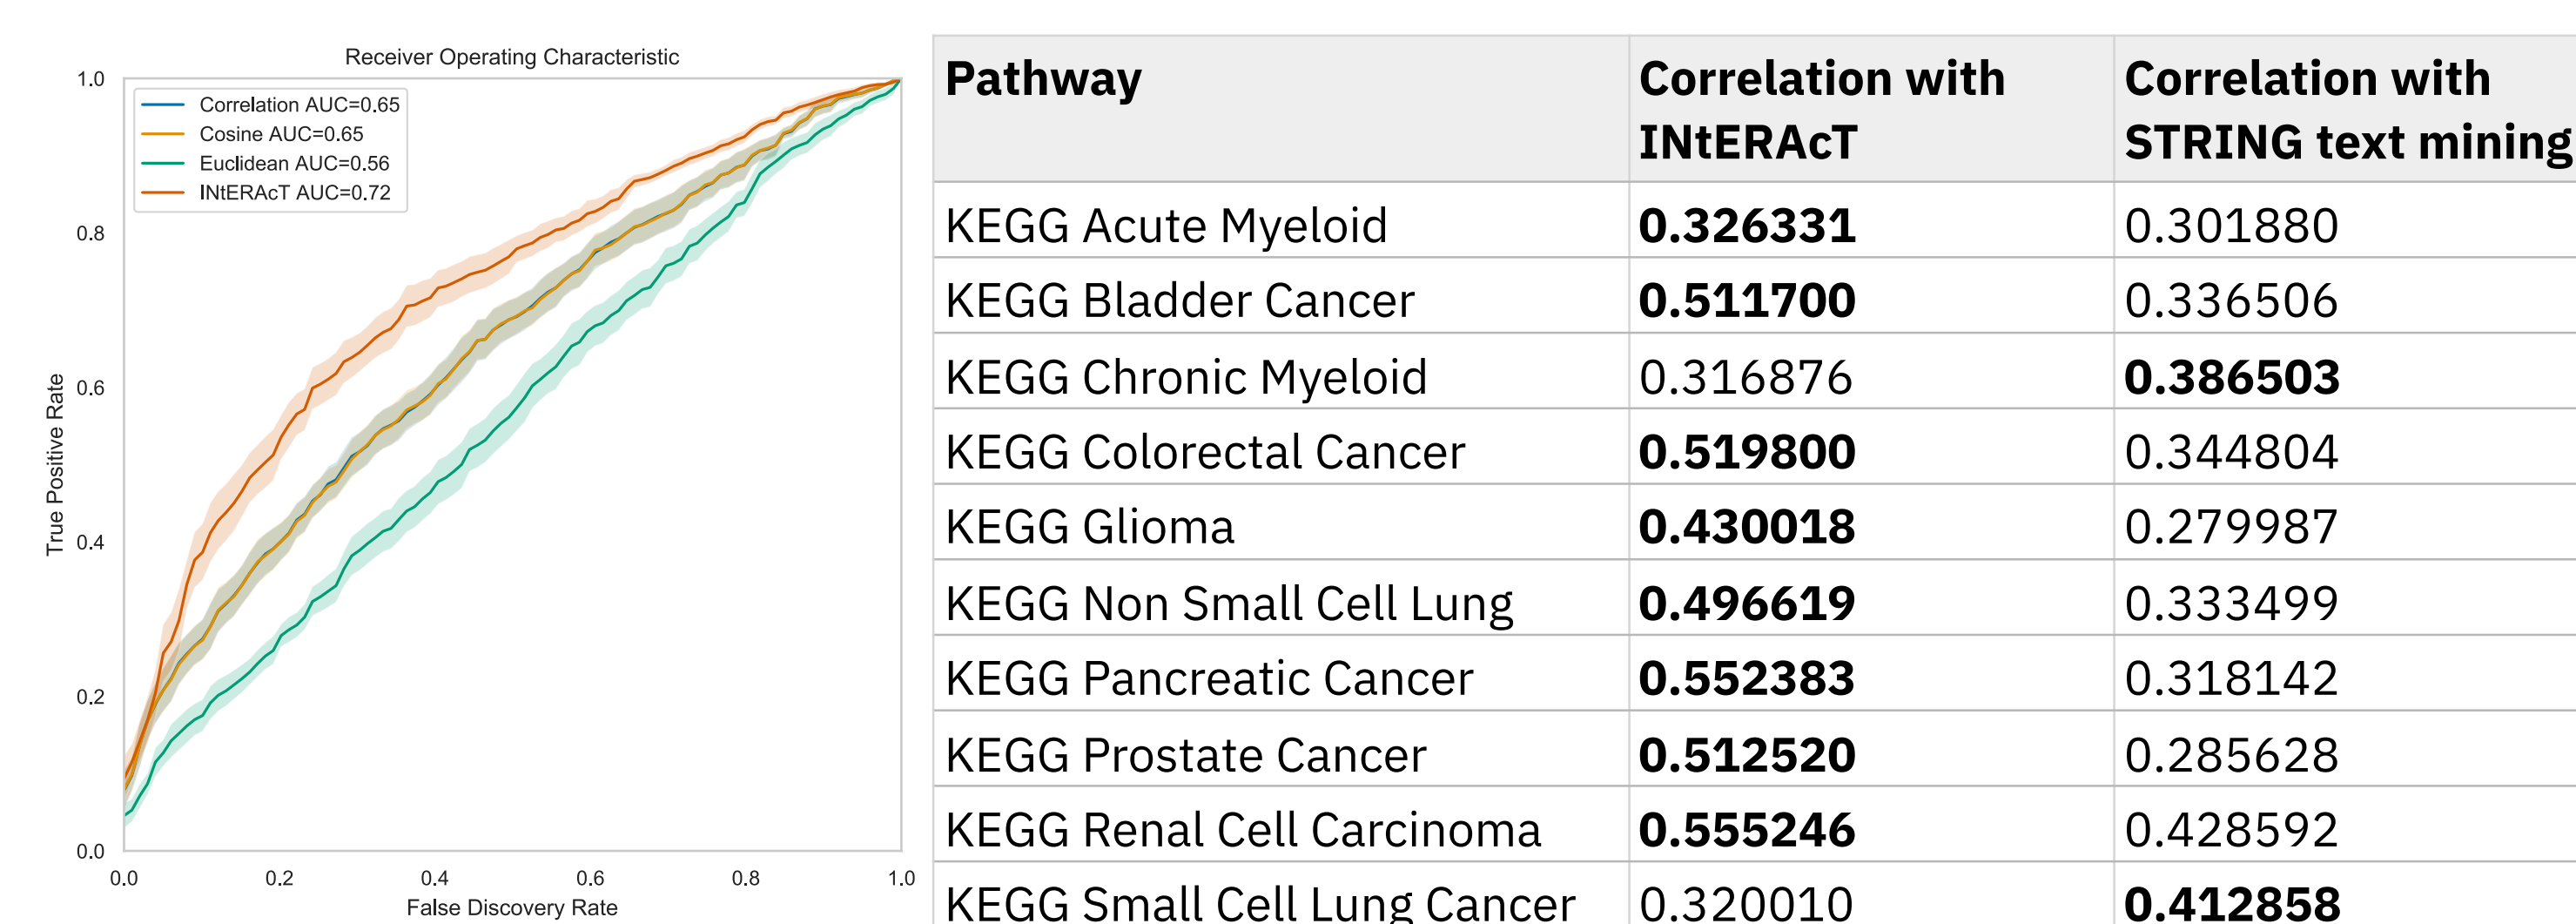 Receiver Operating Characteristic
1.0
0.8
0.6
0.4
0.2
0.0
True Positive Rate
Correlation AUC=0.65
Cosine AUC=0.65
Euclidean AUC=0.56
INtERAcT AUC=0.72
0.0 0.2 0.4 0.6 0.8 1.0
False Discovery Rate
Pathway Correlation with INtERAcT Correlation with STRING text mining
KEGG Acute Myeloid 0.326331 0.301880
KEGG Bladder Cancer 0.511700 0.336506
KEGG Chronic Myeloid 0.316876 0.386503
KEGG Colorectal Cancer 0.519800 0.344804
KEGG Glioma 0.430018 0.279987
KEGG Non Small Cell Lung 0.496619 0.333499
KEGG Pancreatic Cancer 0.552383 0.318142
KEGG Prostate Cancer 0.512520 0.285628
KEGG Renal Cell Carcinoma 0.555246 0.428592
KEGG Small Cell Lung Cancer 0.320010 0.412858